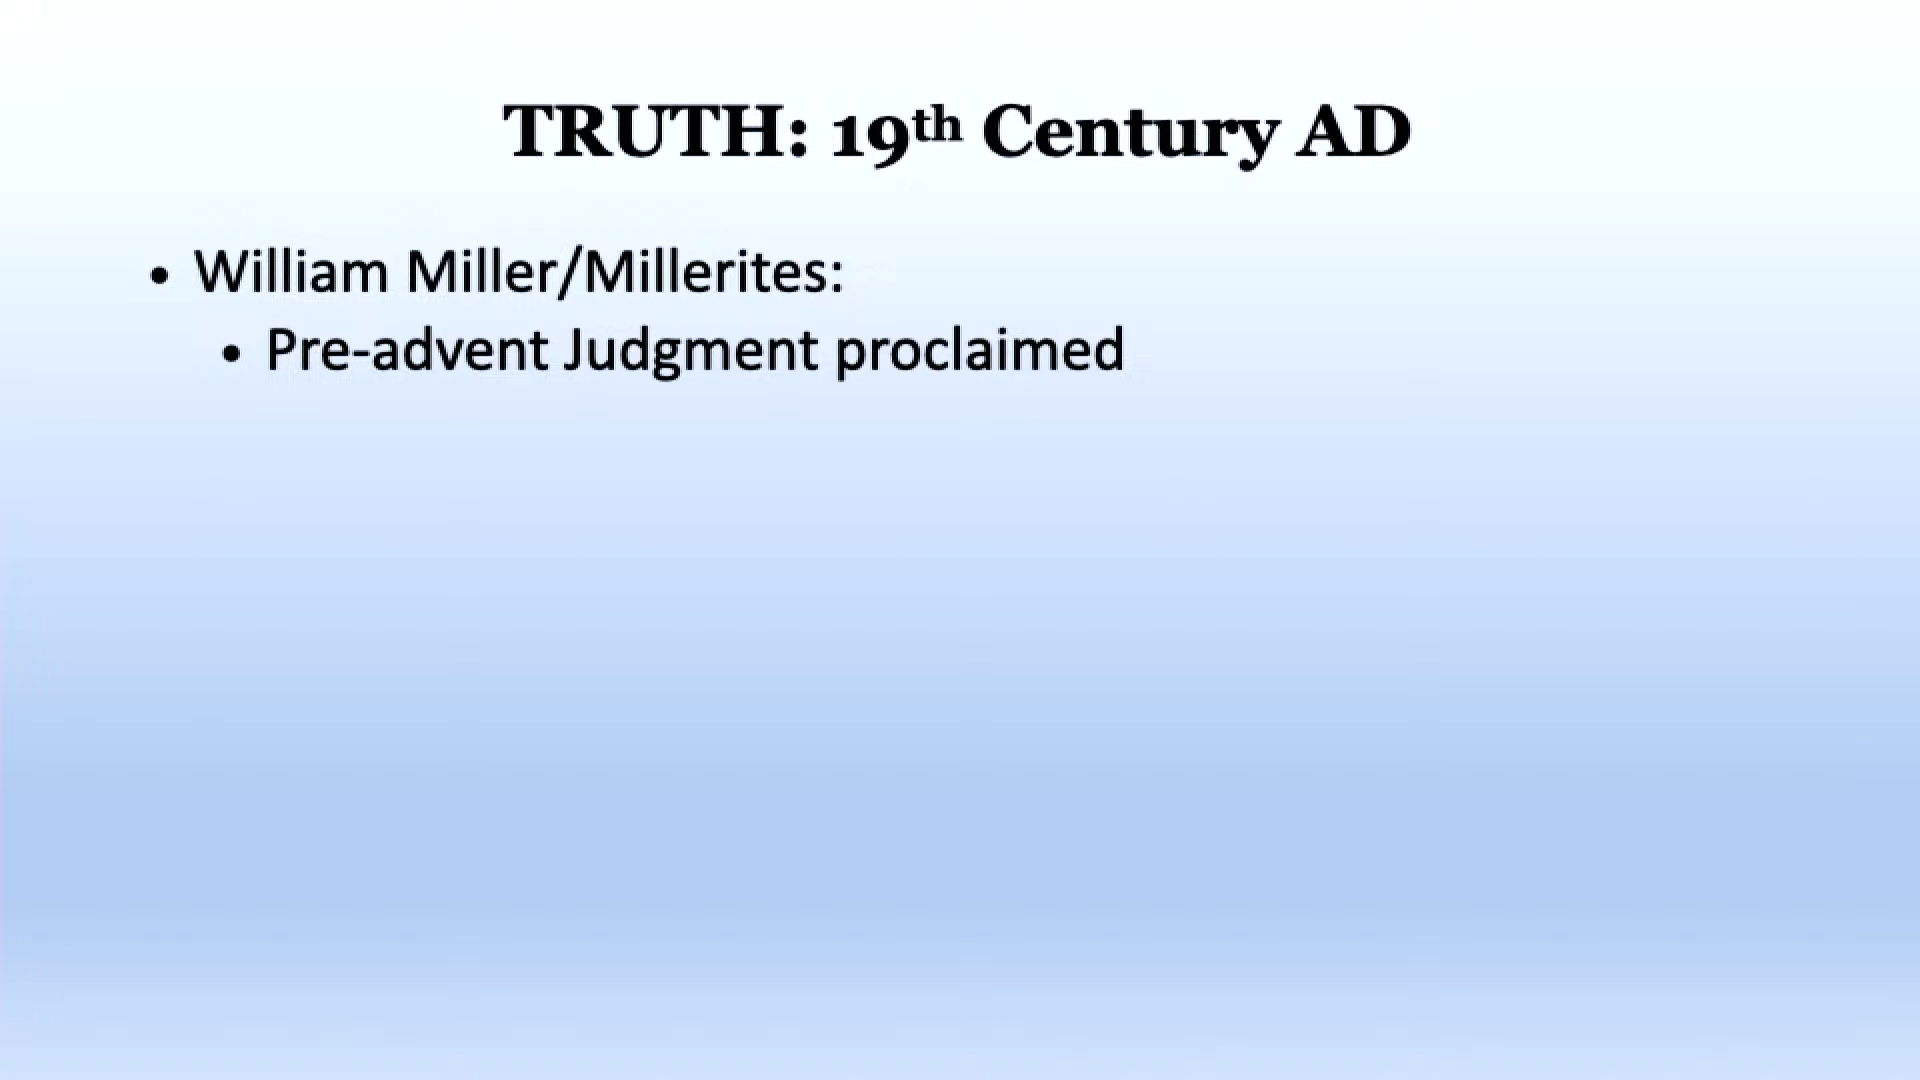 TRUTH: 19th Century AD
• William Miller/Millerites:
• Pre-advent Judgment proclaimed